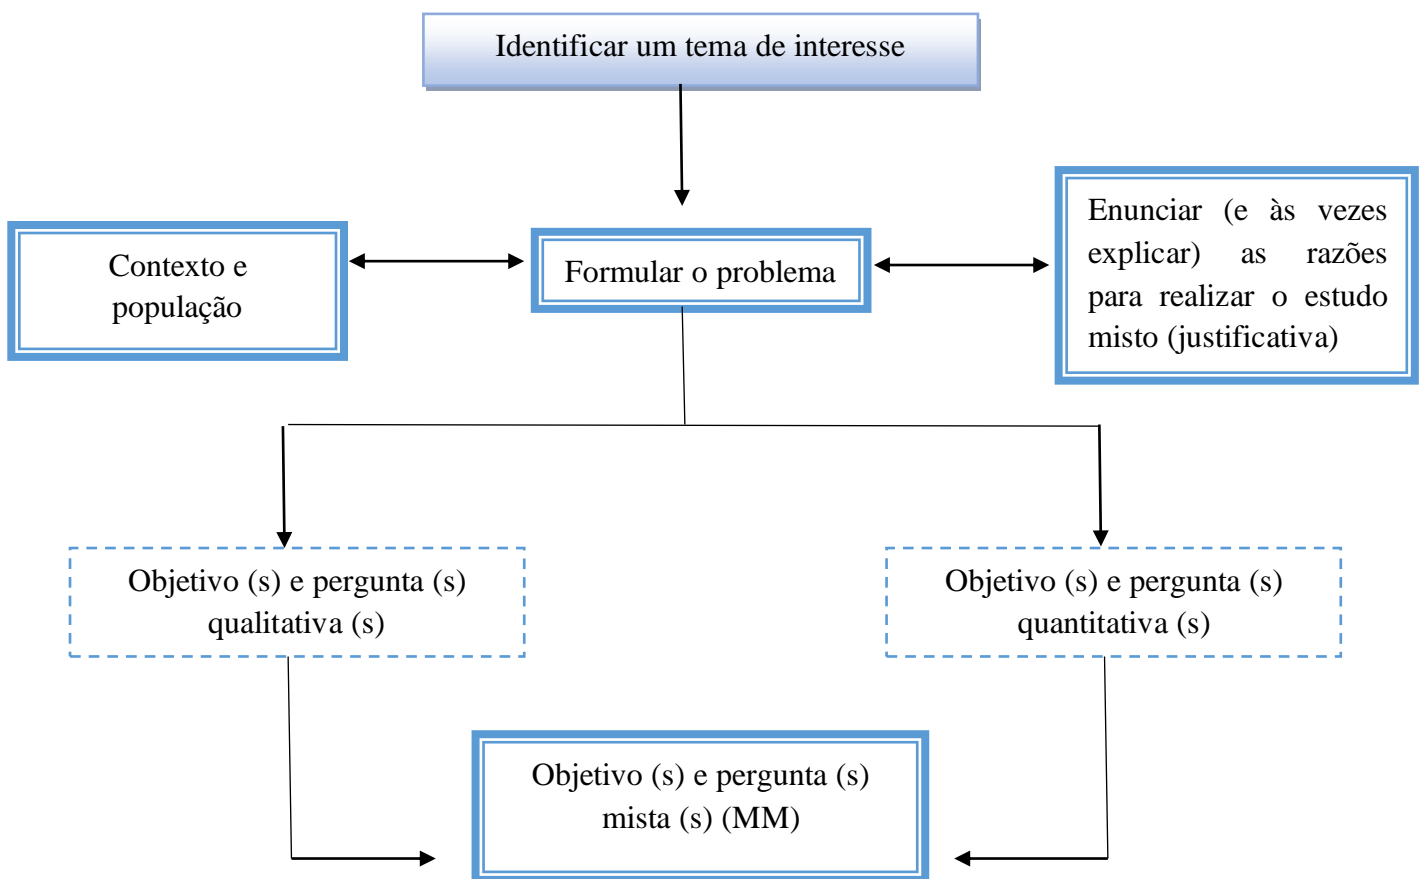 Identificar um tema de interesse
Contexto e
população
Formular o problema
Enunciar (e às vezes
explicar) as razões
para realizar o estudo
misto (justificativa)
Objetivo (s) e pergunta (s)
qualitativa (s)
Objetivo (s) e pergunta (s)
quantitativa (s)
Objetivo (s) e pergunta (s)
mista (s) (MM)